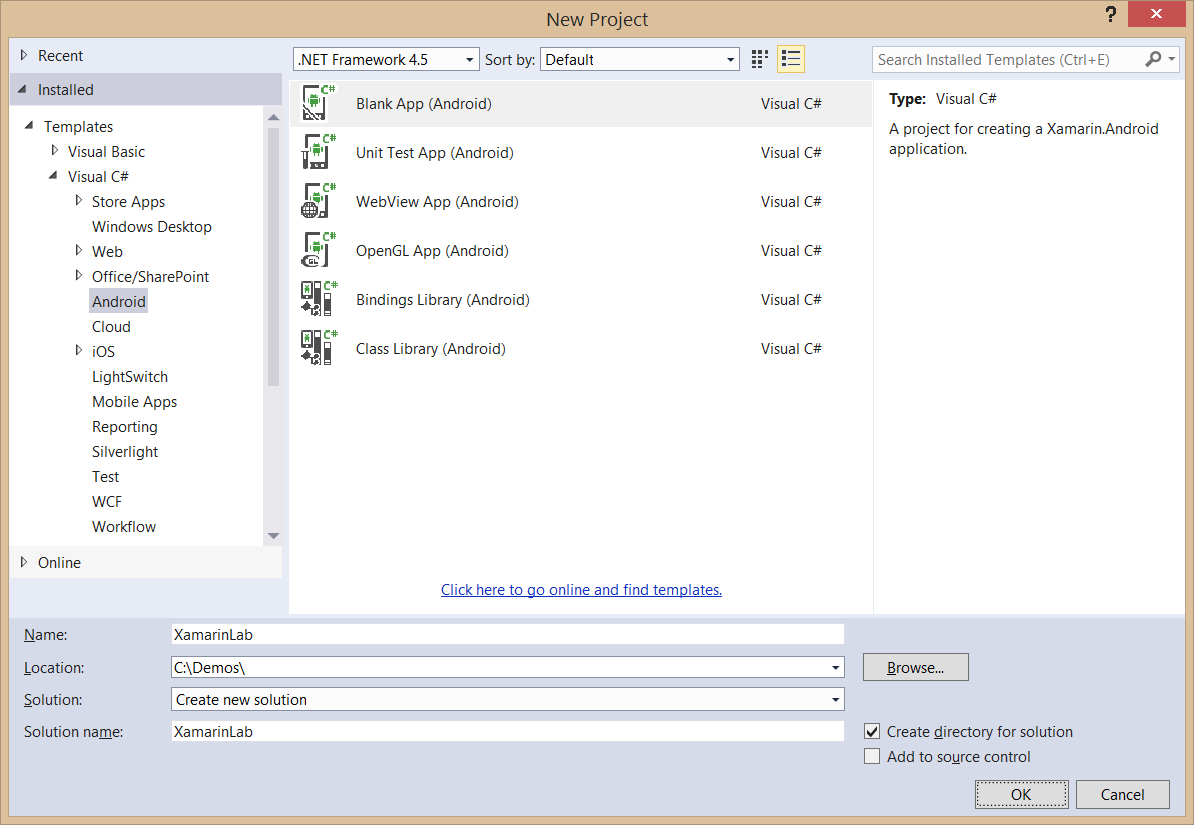 New Project
?
Recent
Installed
Templates
Visual Basic
Visual C#
Store Apps
Windows Desktop
Web
Office/SharePoint
Android
Cloud
iOS
LightSwitch
Mobile Apps
Reporting
Silverlight
Test
WCF
Workflow
Online
.NET Framework 4.5 Sort by: Default
Search Installed Templates (Ctrl+E)
C# Blank App (Android) Visual C#
C# Unit Test App (Android) Visual C#
C# WebView App (Android) Visual C#
C# GL OpenGL App (Android) Visual C#
C# Bindings Library (Android) Visual C#
C# Class Library (Android) Visual C#
Click here to go online and find templates.
Type: Visual C#
A project for creating a Xamarin.Android
application.
Name: XamarinLab
Location: C:\Demos\ Browse...
Solution: Create new solution
Solution name: XamarinLab
Create directory for solution
Add to source control
OK Cancel